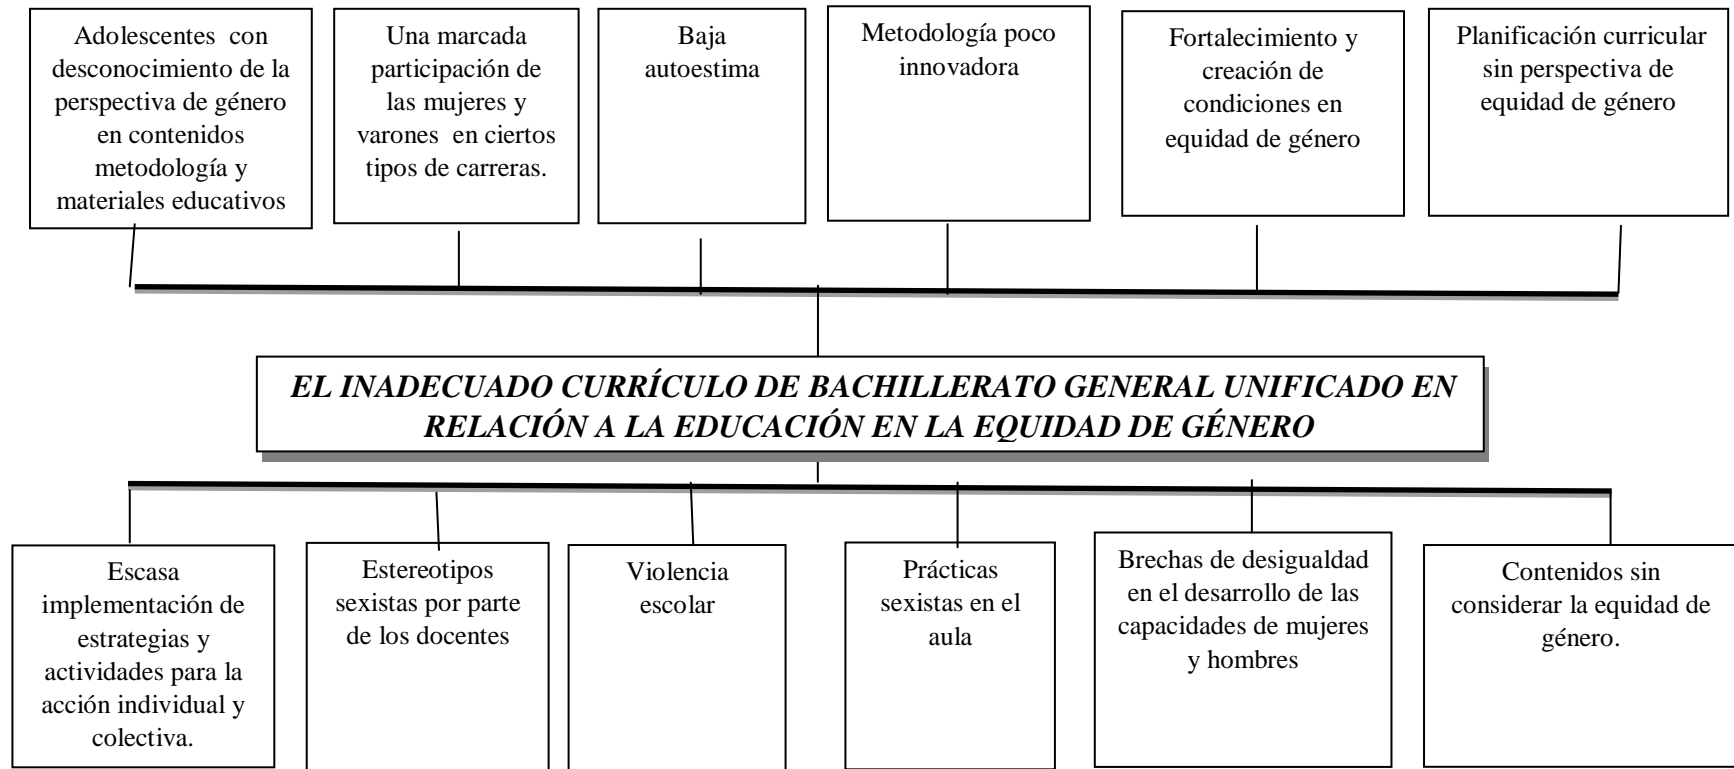 Adolescentes con
desconocimiento de la
perspectiva de género
en contenidos
metodología y
materiales educativos
Una marcada
participación de
las mujeres y
varones en ciertos
tipos de carreras.
Baja
autoestima
Metodología poco
innovadora
Fortalecimiento y
creación de
condiciones en
equidad de género
Planificación curricular
sin perspectiva de
equidad de género
EL INADECUADO CURRÍCULO DE BACHILLERATO GENERAL UNIFICADO EN
RELACIÓN A LA EDUCACIÓN EN LA EQUIDAD DE GÉNERO
Escasa
implementación de
estrategias y
actividades para la
acción individual y
colectiva.
Estereotipos
sexistas por parte
de los docentes
Violencia
escolar
Prácticas
sexistas en el
aula
Brechas de desigualdad
en el desarrollo de las
capacidades de mujeres
y hombres
Contenidos sin
considerar la equidad de
género.